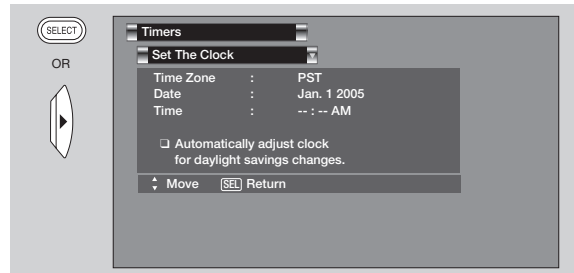 SELECT
OR
Timers
Set The Clock
Time Zone : PST
Date : Jan. 1 2005
Time : -- : -- AM
❑ Automatically adjust clock
for daylight savings changes.
Move SEL Return